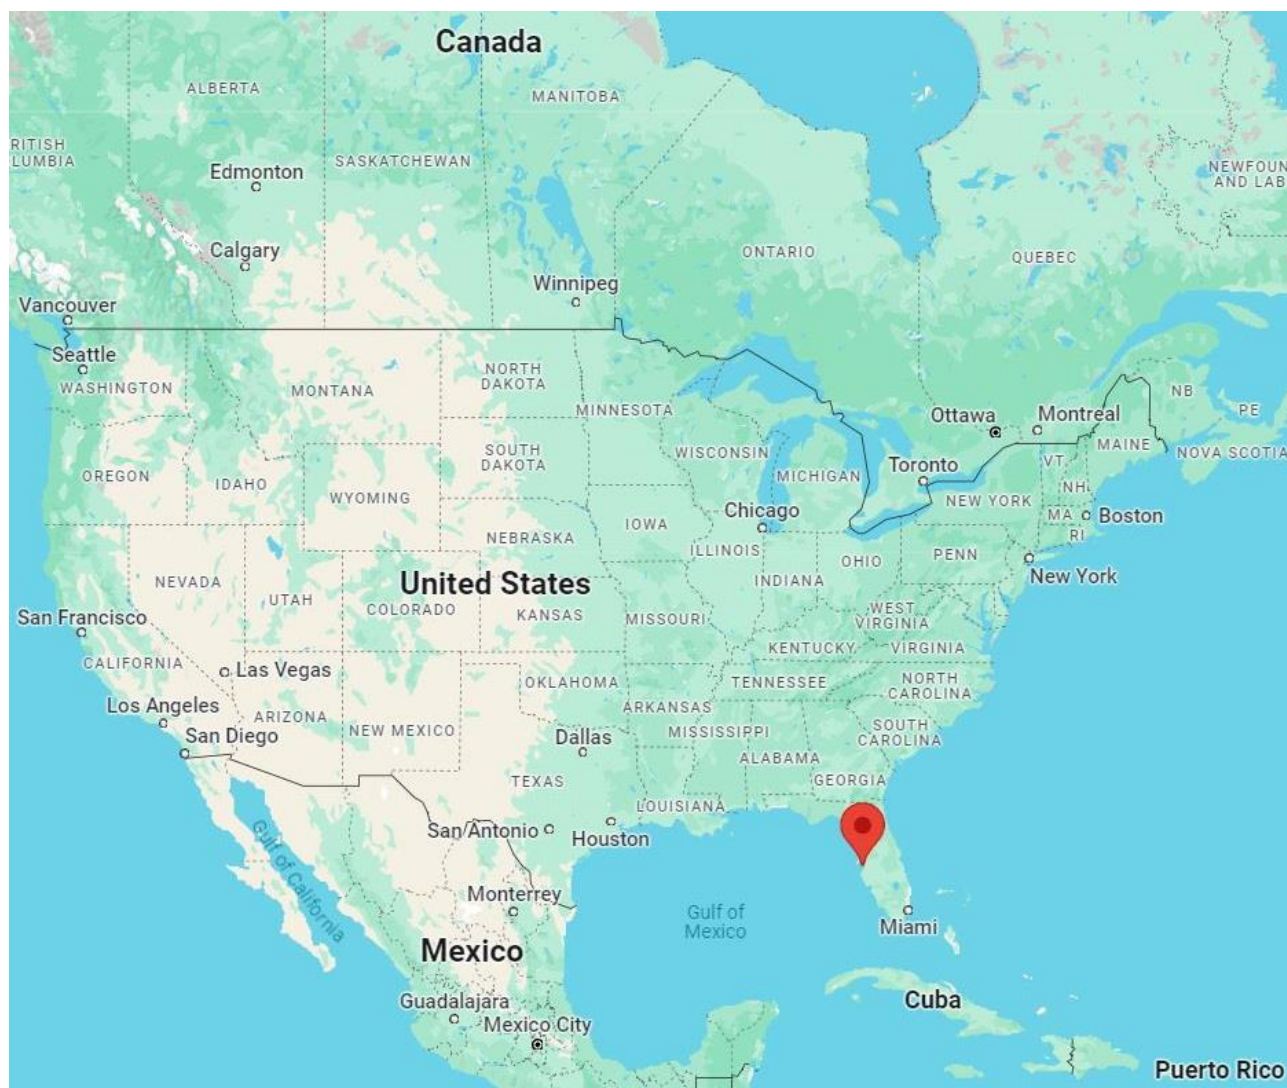 Canada
ALBERTA
MANITOBA
RITISH
LUMBIA
SASKATCHEWAN
NEWFOUN
AND LAB
Edmonton
Calgary
ONTARIO
QUEBEC
Winnipeg
Vancouver
Seattle
WASHINGTON
MONTANA
NORTH
DAKOTA
MINNESOTA
Ottawa
Montreal
NB
PE
MAINE
NOVA SCOTIA
OREGON
IDAHO
WYOMING
SOUTH
DAKOTA
WISCONSIN
MICHIGAN
Toronto
VT
NH
NEW YORK
MA
Boston
RI
Chicago
IOWA
NEBRASKA
ILLINOIS
INDIANA
OHIO
PENN
New York
NEVADA
UTAH
United States
COLORADO
KANSAS
MISSOURI
WEST
VIRGINIA
KENTUCKY
VIRGINIA
San Francisco
CALIFORNIA
Las Vegas
OKLAHOMA
TENNESSEE
NORTH
CAROLINA
Los Angeles
ARIZONA
NEW MEXICO
ARKANSAS
MISSISSIPPI
SOUTH
CAROLINA
San Diego
Dallas
ALABAMA
TEXAS
GEORGIA
LOUISIANA
San Antonio
Houston
Gulf of California
Monterrey
Gulf of
Mexico
Miami
Mexico
Guadalajara
Mexico City
Cuba
Puerto Rico